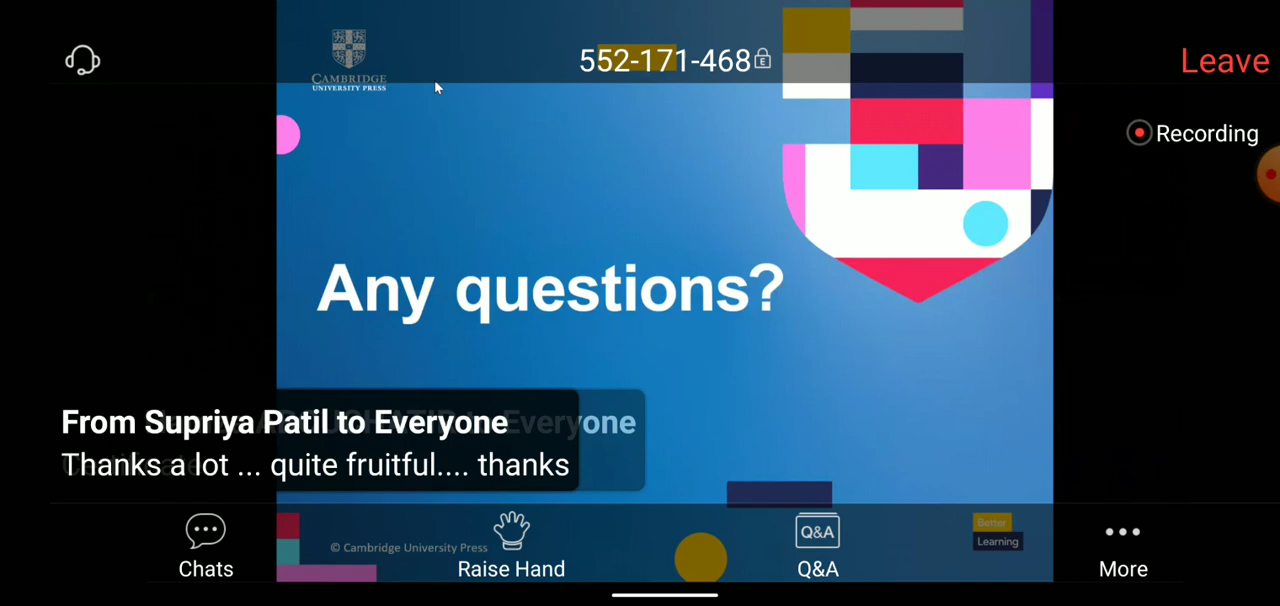 CAMBRIDGE
UNIVERSITY PRESS
552-171-468
Leave
Recording
Any questions?
From Supriya Patil to Everyone
Thanks a lot ... quite fruitful.... thanks
Better
Learning
© Cambridge University Press
Chats
Raise Hand
Q&A
Q&A
More